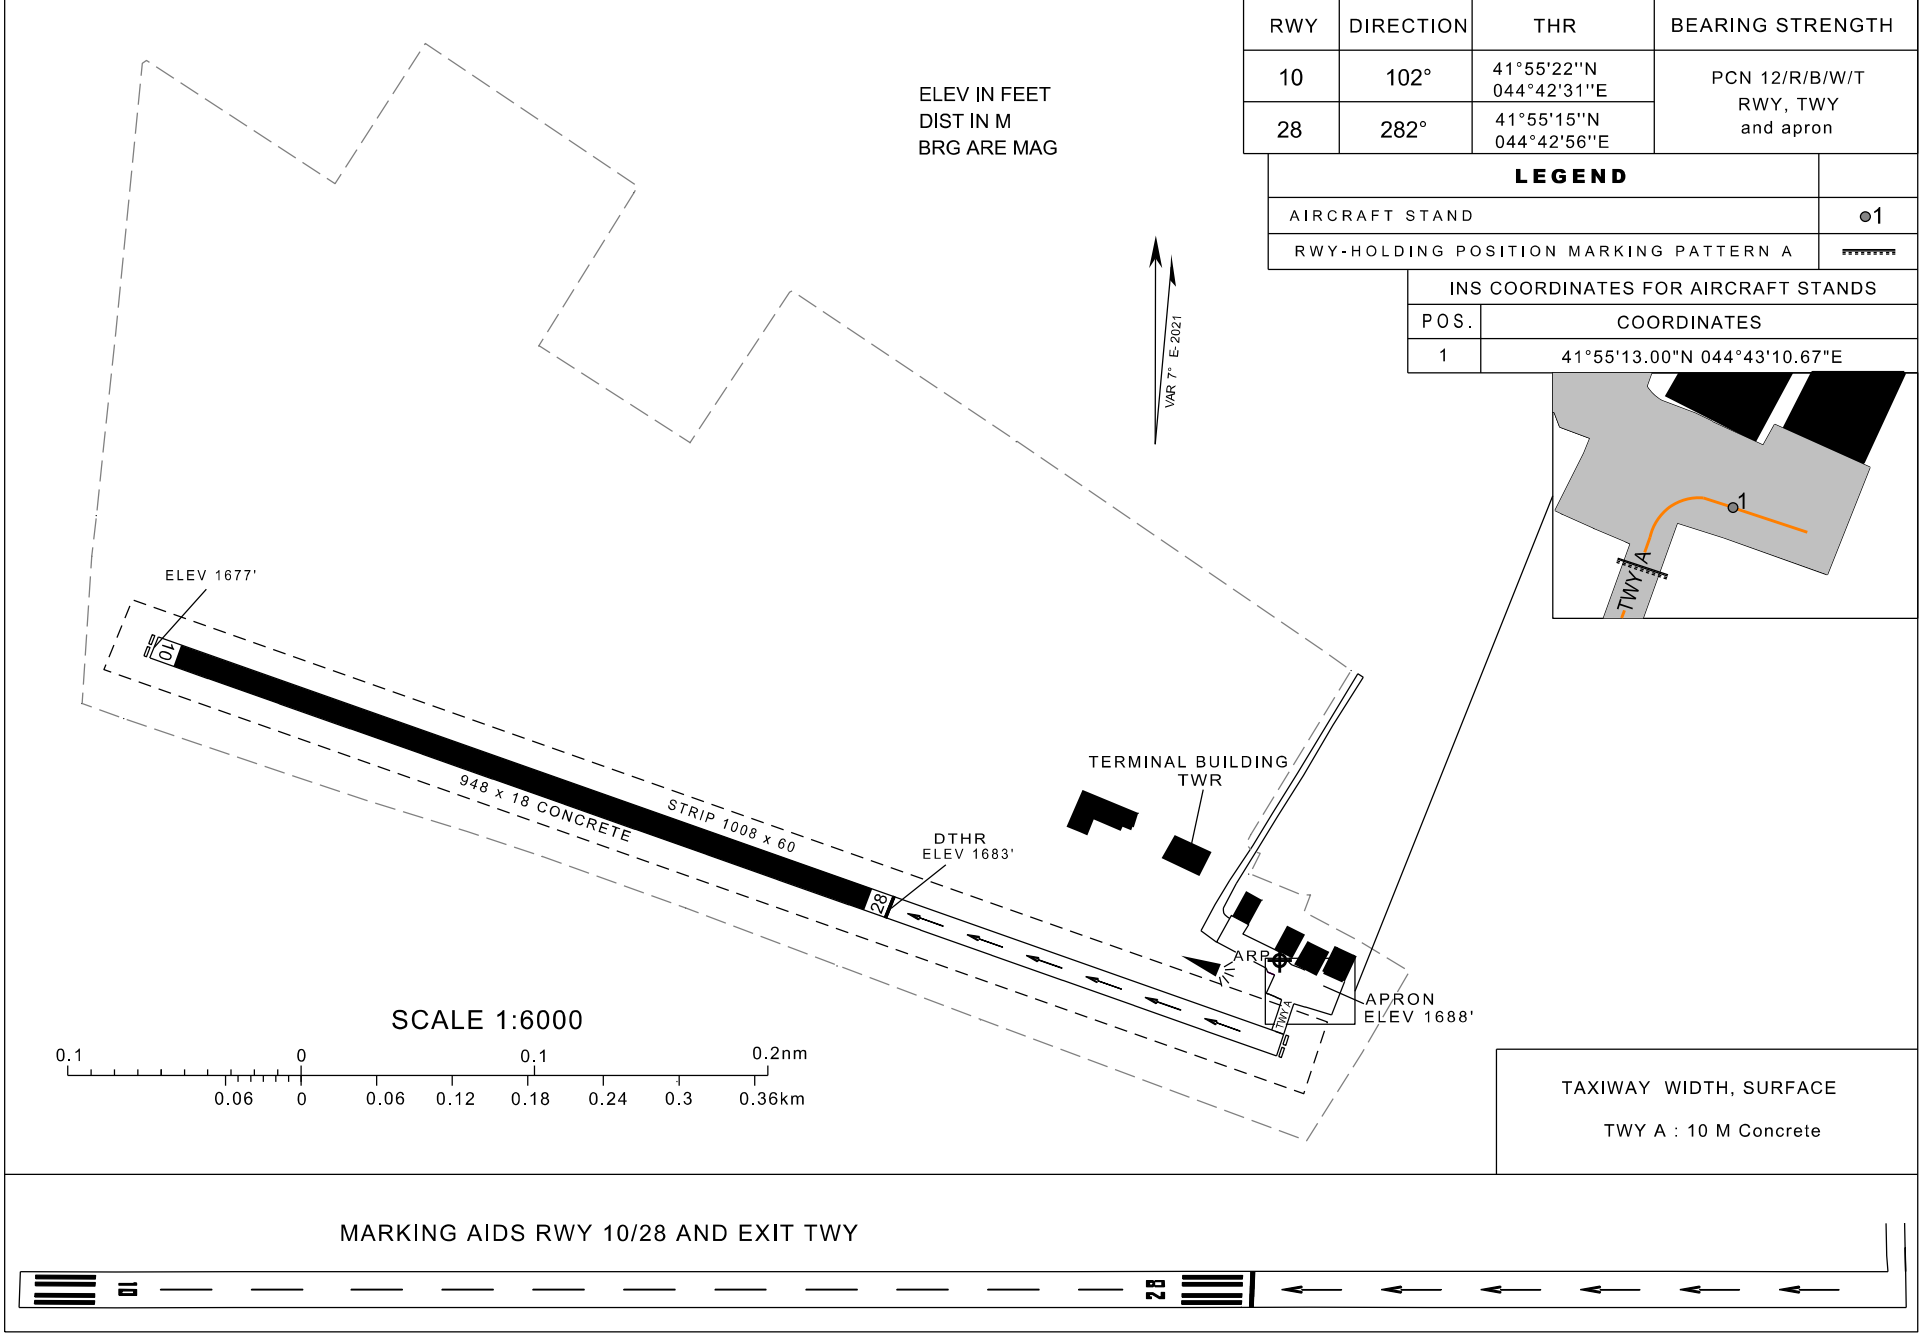 RWY DIRECTION THR BEARING STRENGTH
10 102° 41°55'22''N
044°42'31''E
28 282° 41°55'15''N
044°42'56''E
PCN 12/R/B/W/T
RWY, TWY
and apron
ELEV IN FEET
DIST IN M
BRG ARE MAG
LEGEND
AIRCRAFT STAND 1
RWY-HOLDING POSITION MARKING PATTERN A
INS COORDINATES FOR AIRCRAFT STANDS
POS. COORDINATES
1 41°55'13.00"N 044°43'10.67"E
VAR 7° E-2021
1
TWY A
ELEV 1677'
10
948 x 18 CONCRETE
STRIP 1008 x 60
TERMINAL BUILDING
TWR
DTHR
ELEV 1683'
28
ARP
TWY A
APRON
ELEV 1688'
SCALE 1:6000
0.1 0 0.1 0.2nm
0.06 0 0.06 0.12 0.18 0.24 0.3 0.36km
TAXIWAY WIDTH, SURFACE
TWY A : 10 M Concrete
MARKING AIDS RWY 10/28 AND EXIT TWY
10
28